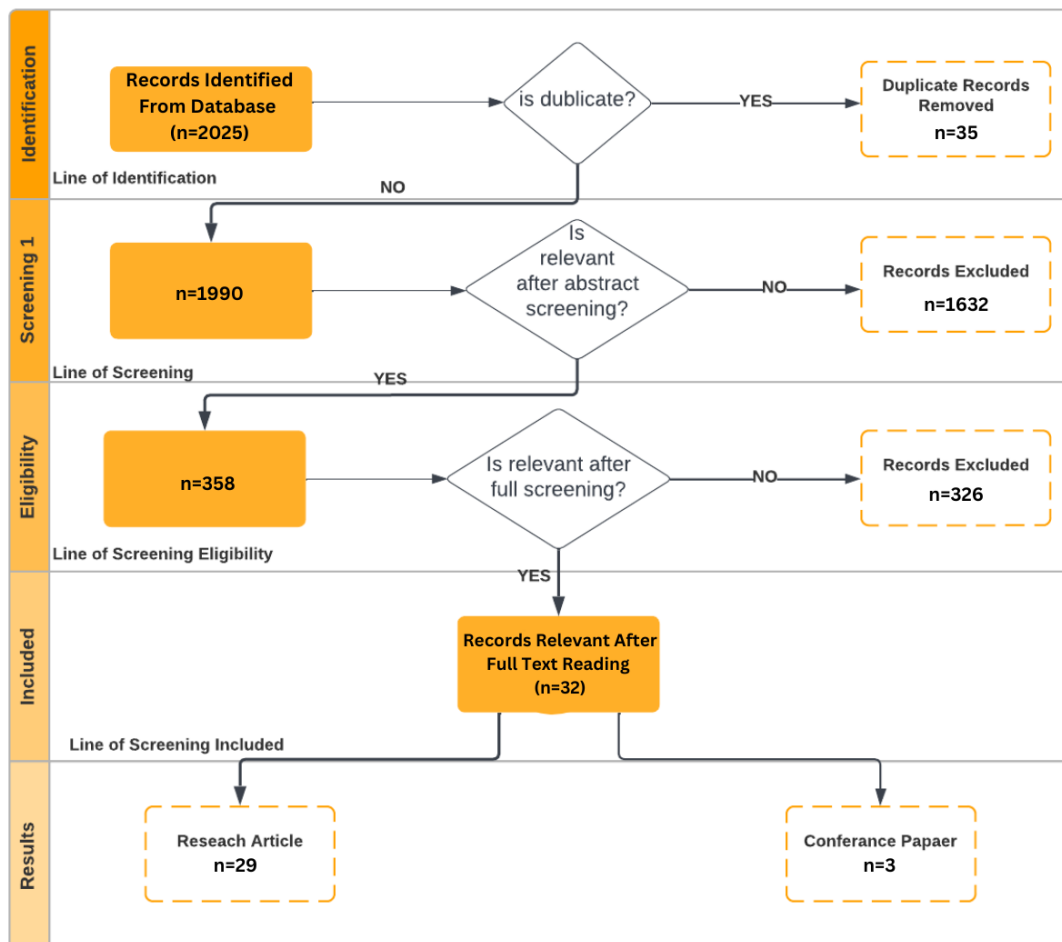 Identification
Records Identified
From Database
(n=2025)
is dublicate?
YES
Duplicate Records
Removed
n=35
Line of Identification
NO
Screening 1
n=1990
Is
relevant
after abstract
screening?
NO
Records Excluded
n=1632
Line of Screening
YES
Eligibility
n=358
Is relevant after
full screening?
NO
Records Excluded
n=326
Line of Screening Eligibility
YES
Included
Records Relevant After
Full Text Reading
(n=32)
Line of Screening Included
Results
Reseach Article
n=29
Conferance Papaer
n=3